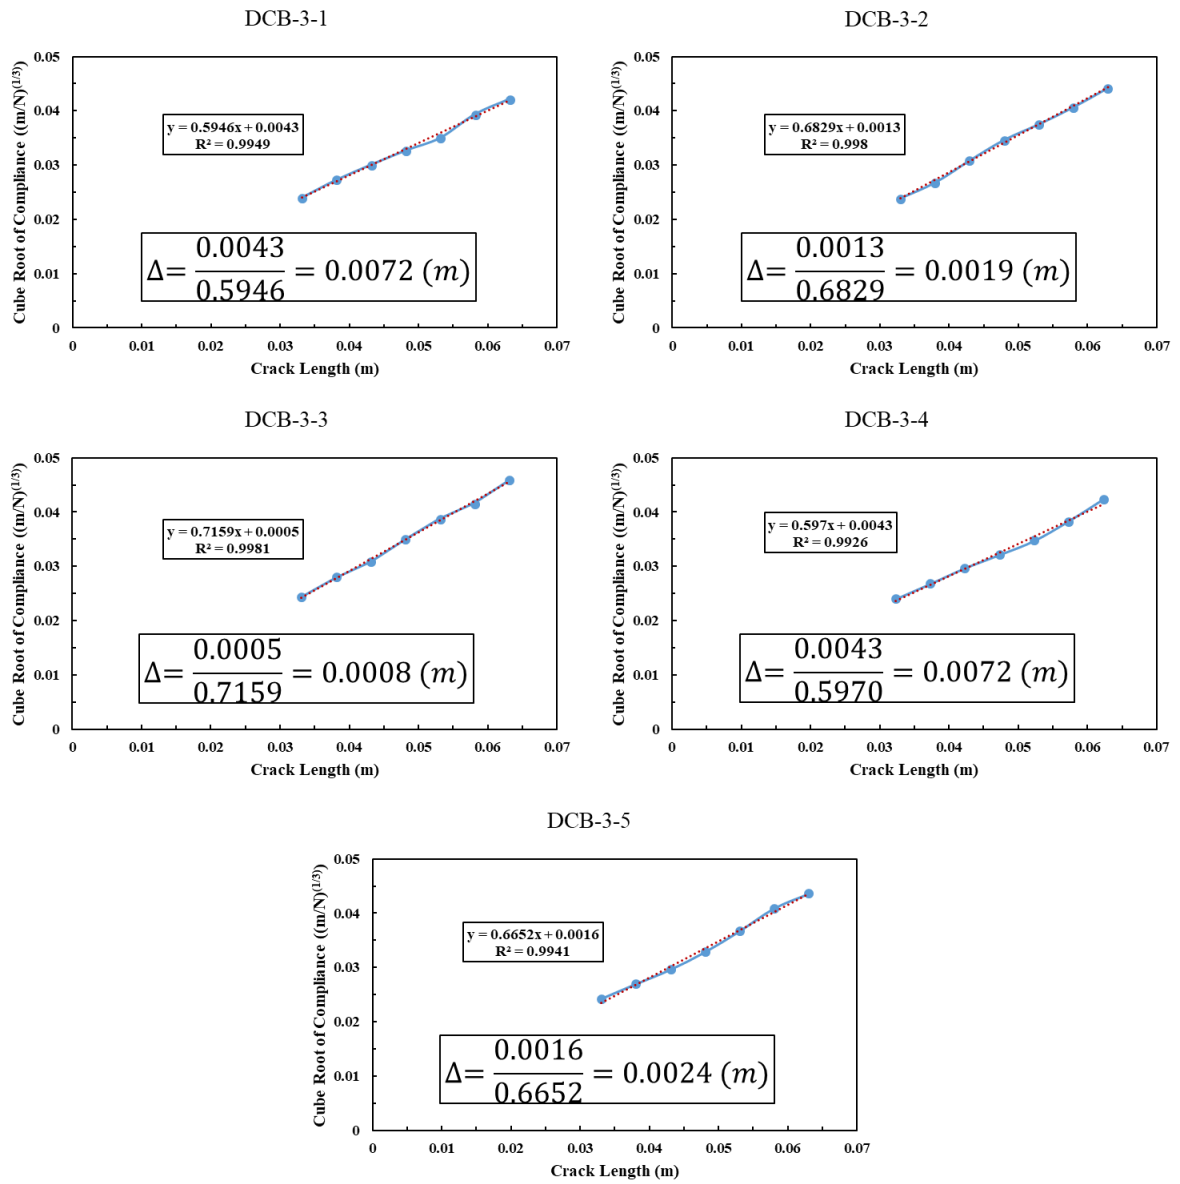 DCB-3-1
Cube Root of Compliance ((m/N)^(1/3))
0.05
0.04
0.03
0.02
0.01
0
y = 0.5946x + 0.0043
R² = 0.9949
Δ= 0.0043/0.5946 = 0.0072 (m)
0 0.01 0.02 0.03 0.04 0.05 0.06 0.07
Crack Length (m)
DCB-3-2
Cube Root of Compliance ((m/N)^(1/3))
0.05
0.04
0.03
0.02
0.01
0
y = 0.6829x + 0.0013
R² = 0.998
Δ= 0.0013/0.6829 = 0.0019 (m)
0 0.01 0.02 0.03 0.04 0.05 0.06 0.07
Crack Length (m)
DCB-3-3
Cube Root of Compliance ((m/N)^(1/3))
0.05
0.04
0.03
0.02
0.01
0
y = 0.7159x + 0.0005
R² = 0.9981
Δ= 0.0005/0.7159 = 0.0008 (m)
0 0.01 0.02 0.03 0.04 0.05 0.06 0.07
Crack Length (m)
DCB-3-4
Cube Root of Compliance ((m/N)^(1/3))
0.05
0.04
0.03
0.02
0.01
0
y = 0.597x + 0.0043
R² = 0.9926
Δ= 0.0043/0.5970 = 0.0072 (m)
0 0.01 0.02 0.03 0.04 0.05 0.06 0.07
Crack Length (m)
DCB-3-5
Cube Root of Compliance ((m/N)^(1/3))
0.05
0.04
0.03
0.02
0.01
0
y = 0.6652x + 0.0016
R² = 0.9941
Δ= 0.0016/0.6652 = 0.0024 (m)
0 0.01 0.02 0.03 0.04 0.05 0.06 0.07
Crack Length (m)